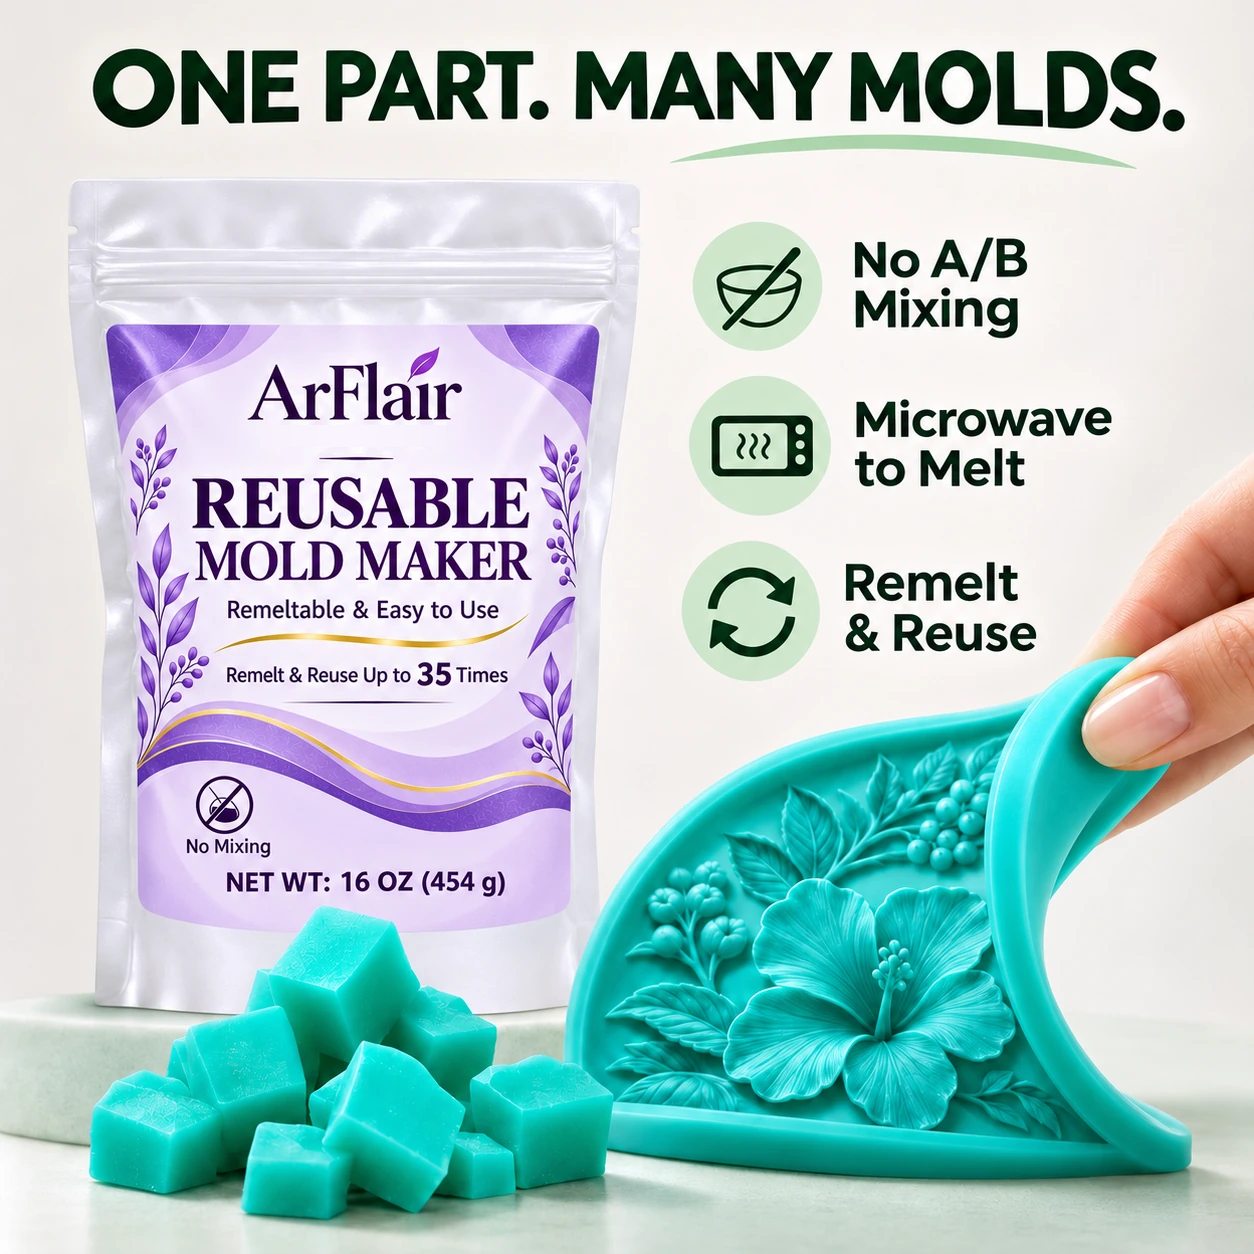 ONE PART. MANY MOLDS.
ArFlair
REUSABLE
MOLD MAKER
Remeltable & Easy to Use
Remelt & Reuse Up to 35 Times
No Mixing
NET WT: 16 OZ (454 g)
No A/B
Mixing
Microwave
to Melt
Remelt
& Reuse